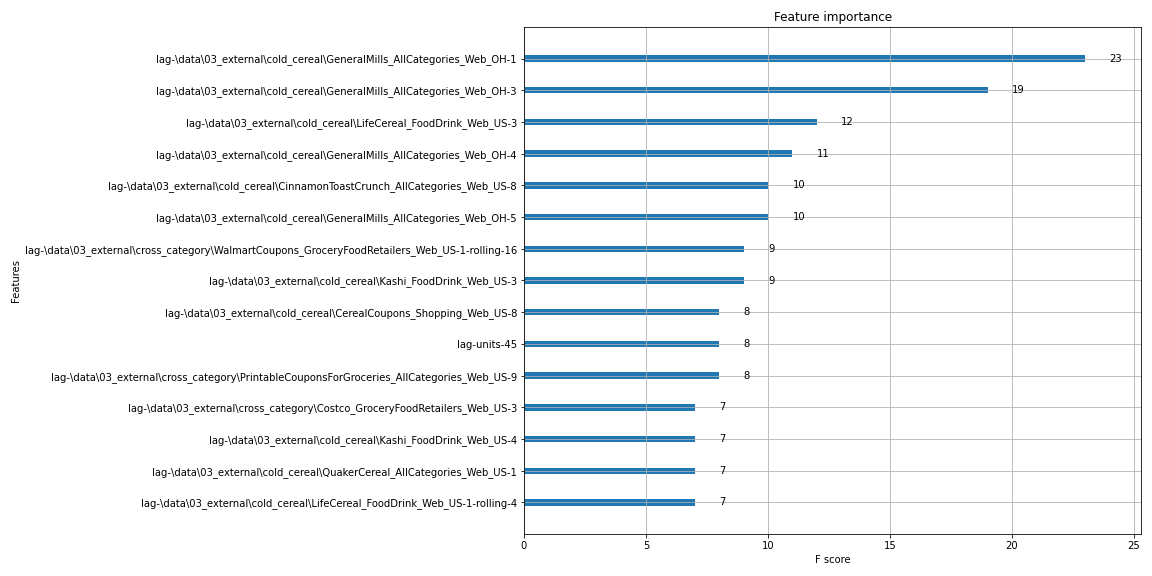 Feature importance
lag-\data\03_external\cold_cereal\GeneralMills_AllCategories_Web_OH-1 23
lag-\data\03_external\cold_cereal\GeneralMills_AllCategories_Web_OH-3 19
lag-\data\03_external\cold_cereal\LifeCereal_FoodDrink_Web_US-3 12
lag-\data\03_external\cold_cereal\GeneralMills_AllCategories_Web_OH-4 11
lag-\data\03_external\cold_cereal\CinnamonToastCrunch_AllCategories_Web_US-8 10
lag-\data\03_external\cold_cereal\GeneralMills_AllCategories_Web_OH-5 10
lag-\data\03_external\cross_category\WalmartCoupons_GroceryFoodRetailers_Web_US-1-rolling-16 9
lag-\data\03_external\cold_cereal\Kashi_FoodDrink_Web_US-3 9
lag-\data\03_external\cold_cereal\CerealCoupons_Shopping_Web_US-8 8
lag-units-45 8
lag-\data\03_external\cross_category\PrintableCouponsForGroceries_AllCategories_Web_US-9 8
lag-\data\03_external\cross_category\Costco_GroceryFoodRetailers_Web_US-3 7
lag-\data\03_external\cold_cereal\Kashi_FoodDrink_Web_US-4 7
lag-\data\03_external\cold_cereal\QuakerCereal_AllCategories_Web_US-1 7
lag-\data\03_external\cold_cereal\LifeCereal_FoodDrink_Web_US-1-rolling-4 7
Features
0 5 10 15 20 25
F score